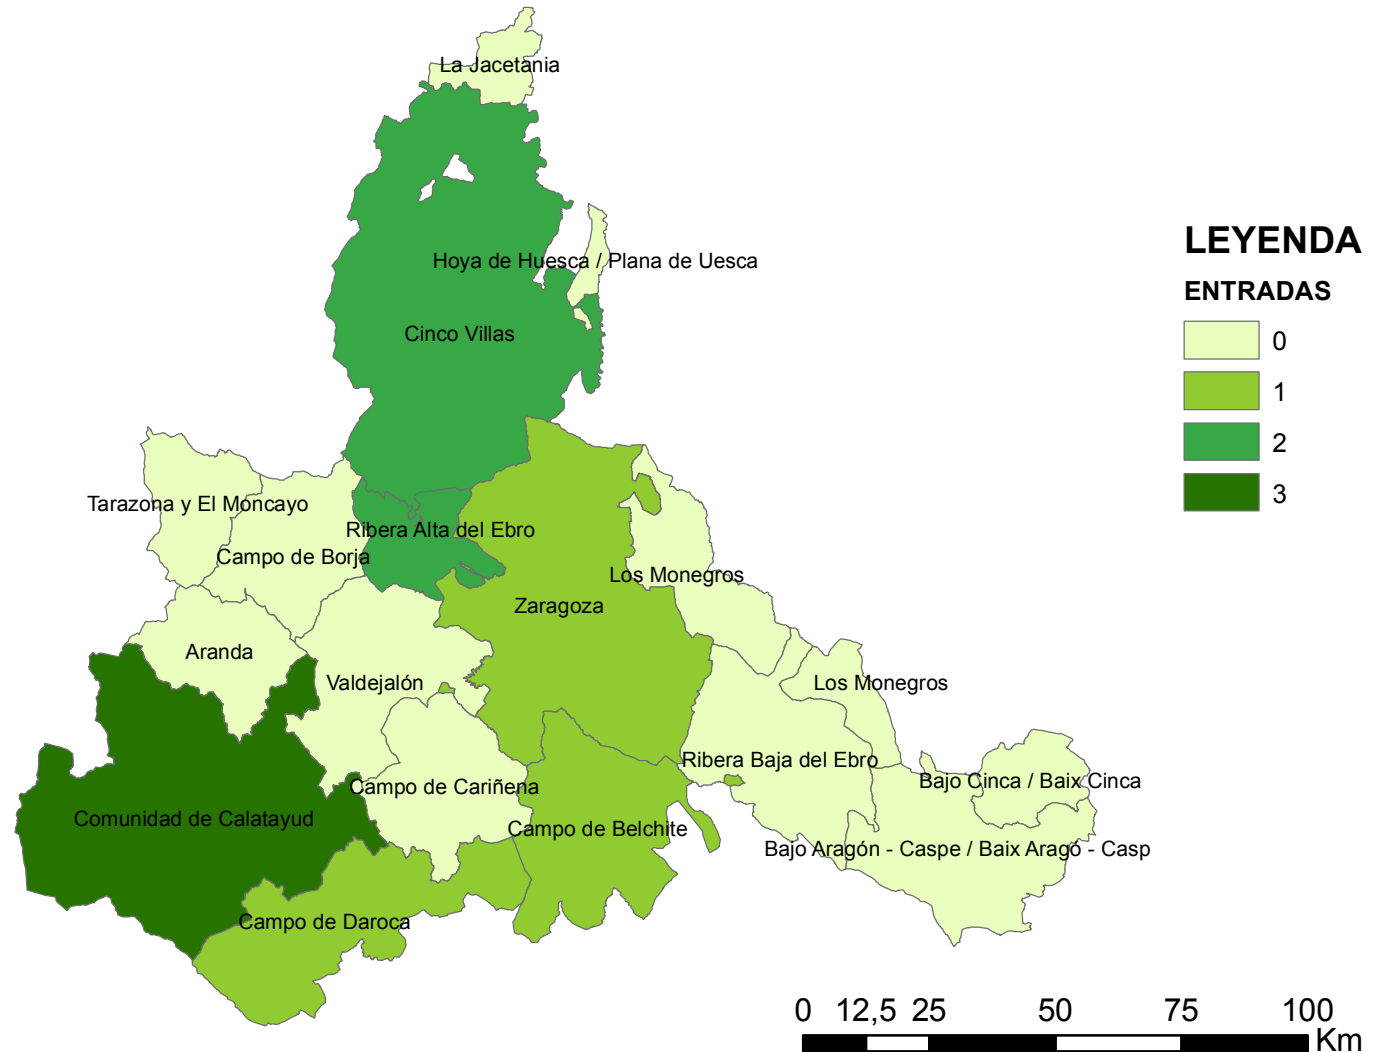 La Jacetania
Hoya de Huesca / Plana de Uesca
Cinco Villas
Tarazona y El Moncayo
Ribera Alta del Ebro
Campo de Borja
Los Monegros
Zaragoza
Aranda
Valdejalón
Los Monegros
Ribera Baja del Ebro
Bajo Cinca / Baix Cinca
Campo de Cariñena
Comunidad de Calatayud
Campo de Belchite
Bajo Aragón - Caspe / Baix Aragó - Casp
Campo de Daroca
LEYENDA
ENTRADAS
0
1
2
3
0 12,5 25 50 75 100
Km